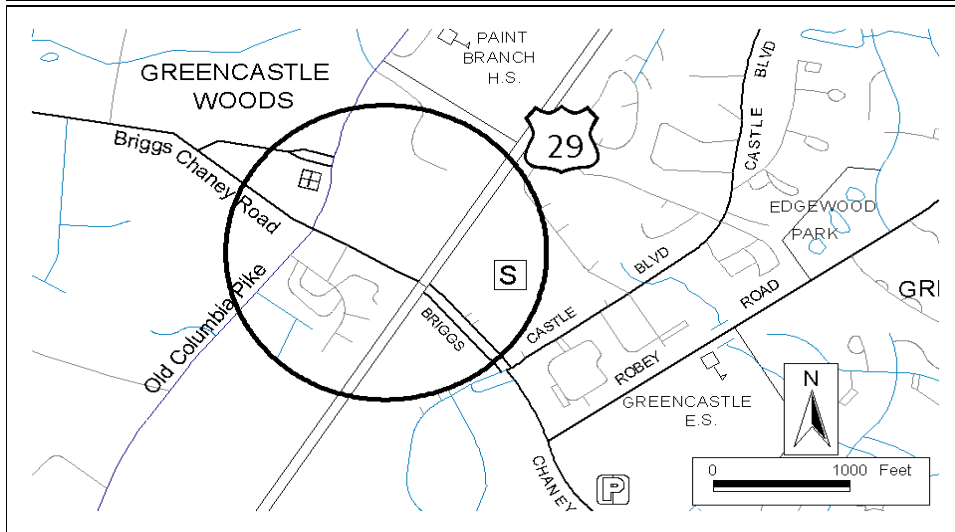 PAINT
BRANCH
H.S.
GREENCASTLE
WOODS
29
Briggs Chaney Road
CASTLE BLVD
EDGEWOOD
PARK
S
Old Columbia Pike
BRIGGS
CASTLE BLVD
ROBEY ROAD
GRE
GREENCASTLE
E.S.
CHANEY
P
N
0 1000 Feet